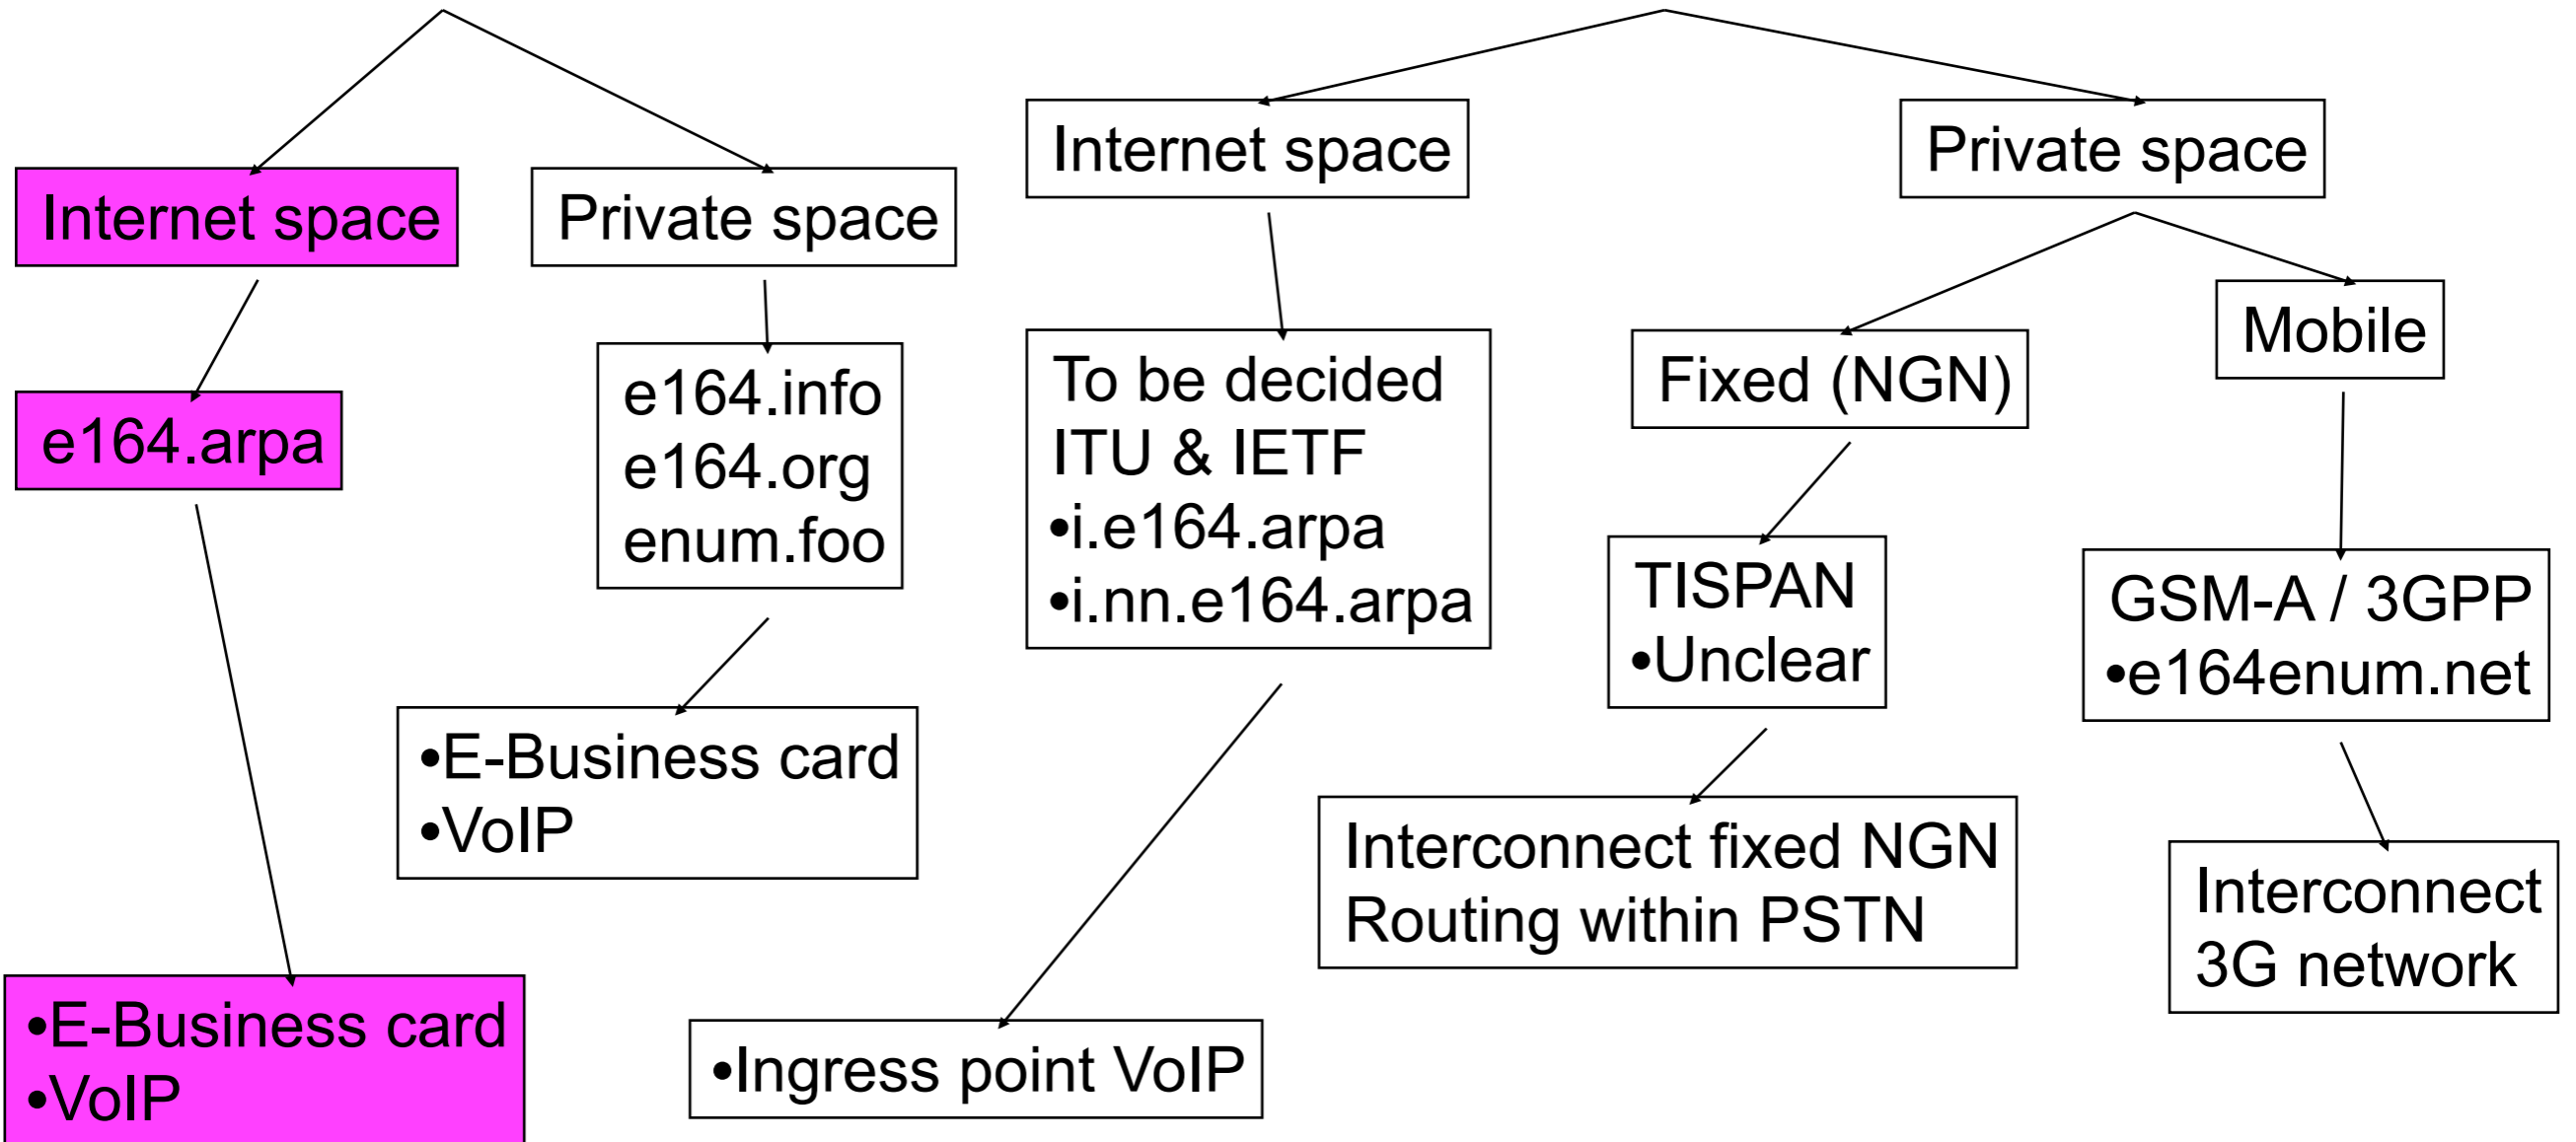 Internet space
Private space
Internet space
Private space
e164.arpa
e164.info
e164.org
enum.foo
To be decided
ITU & IETF
•i.e164.arpa
•i.nn.e164.arpa
Fixed (NGN)
Mobile
TISPAN
•Unclear
GSM-A / 3GPP
•e164enum.net
•E-Business card
•VoIP
Interconnect fixed NGN
Routing within PSTN
Interconnect
3G network
•E-Business card
•VoIP
•Ingress point VoIP